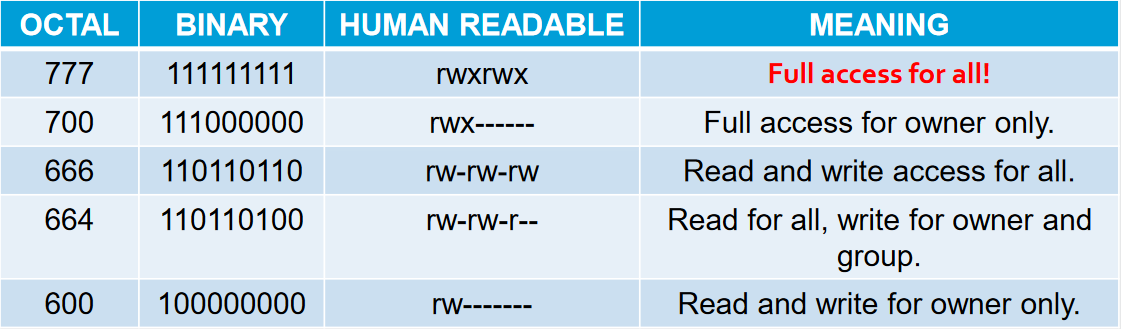 OCTAL BINARY HUMAN READABLE MEANING
777 111111111 rwxrwx Full access for all!
700 111000000 rwx------ Full access for owner only.
666 110110110 rw-rw-rw Read and write access for all.
664 110110100 rw-rw-r-- Read for all, write for owner and
group.
600 100000000 rw------- Read and write for owner only.